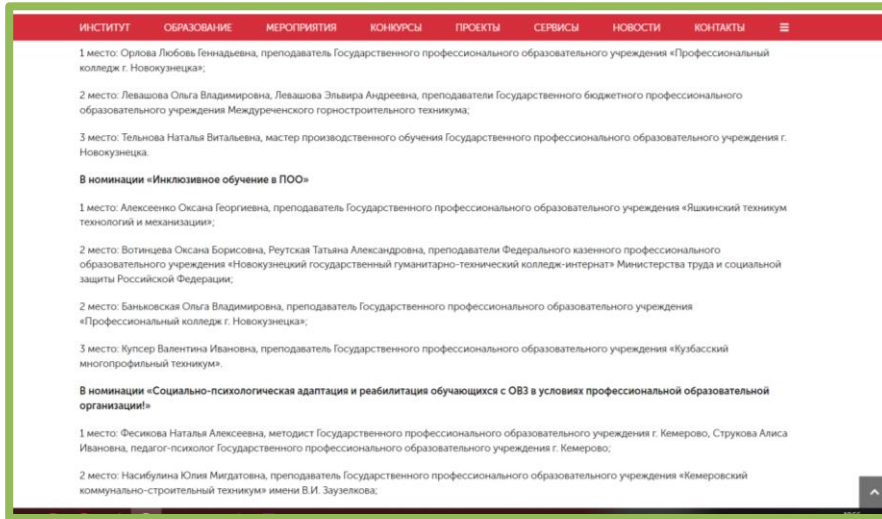 ИНСТИТУТ ОБРАЗОВАНИЕ МЕРОПРИЯТИЯ КОНКУРСЫ ПРОЕКТЫ СЕРВИСЫ НОВОСТИ КОНТАКТЫ
1 место: Орлова Любовь Геннадьевна, преподаватель Государственного профессионального образовательного учреждения «Профессиональный
колледж г. Новокузнецка»;
2 место: Левашова Ольга Владимировна, Левашова Эльвира Андреевна, преподаватели Государственного бюджетного профессионального
образовательного учреждения Междуреченского горностроительного техникума;
3 место: Тельнова Наталья Витальевна, мастер производственного обучения Государственного профессионального образовательного учреждения г.
Новокузнецка.
В номинации «Инклюзивное обучение в ПОО»
1 место: Алексеенко Оксана Георгиевна, преподаватель Государственного профессионального образовательного учреждения «Яшкинский техникум
технологий и механизации»;
2 место: Вотинцева Оксана Борисовна, Реутская Татьяна Александровна, преподаватели Федерального казенного профессионального
образовательного учреждения «Новокузнецкий государственный гуманитарно-технический колледж-интернат» Министерства труда и социальной
защиты Российской Федерации;
2 место: Баньковская Ольга Владимировна, преподаватель Государственного профессионального образовательного учреждения
«Профессиональный колледж г. Новокузнецка»;
3 место: Купсер Валентина Ивановна, преподаватель Государственного профессионального образовательного учреждения «Кузбасский
многопрофильный техникум».
В номинации «Социально-психологическая адаптация и реабилитация обучающихся с ОВЗ в условиях профессиональной образовательной
организации!»
1 место: Фесикова Наталья Алексеевна, методист Государственного профессионального образовательного учреждения г. Кемерово, Струкова Алиса
Ивановна, педагог-психолог Государственного профессионального образовательного учреждения г. Кемерово;
2 место: Насибулина Юлия Мигдатовна, преподаватель Государственного профессионального образовательного учреждения «Кемеровский
коммунально-строительный техникум» имени В.И. Заузелкова;